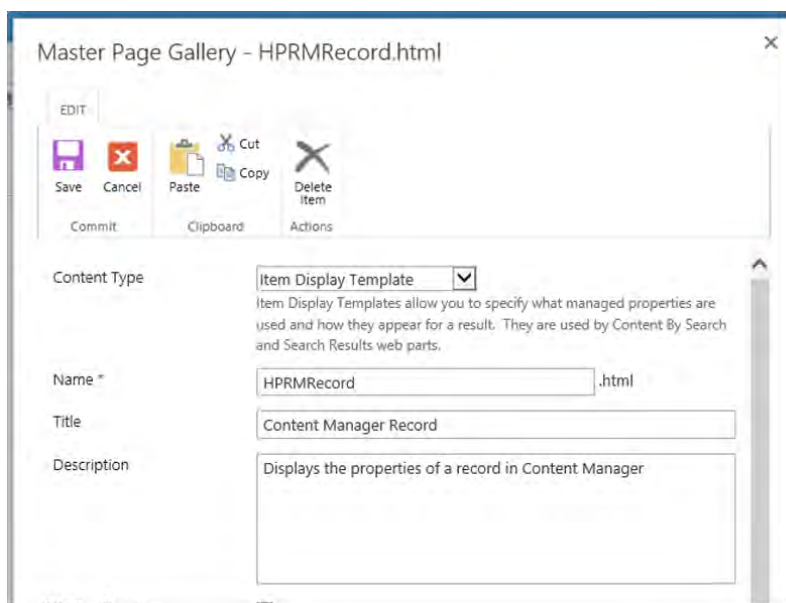 Master Page Gallery - HPRMRecord.html
EDIT
Save
Cancel
Paste
Cut
Copy
Delete
Item
Commit
Clipboard
Actions
Content Type
Item Display Template
Item Display Templates allow you to specify what managed properties are
used and how they appear for a result. They are used by Content By Search
and Search Results web parts.
Name *
HPRMRecord
.html
Title
Content Manager Record
Description
Displays the properties of a record in Content Manager